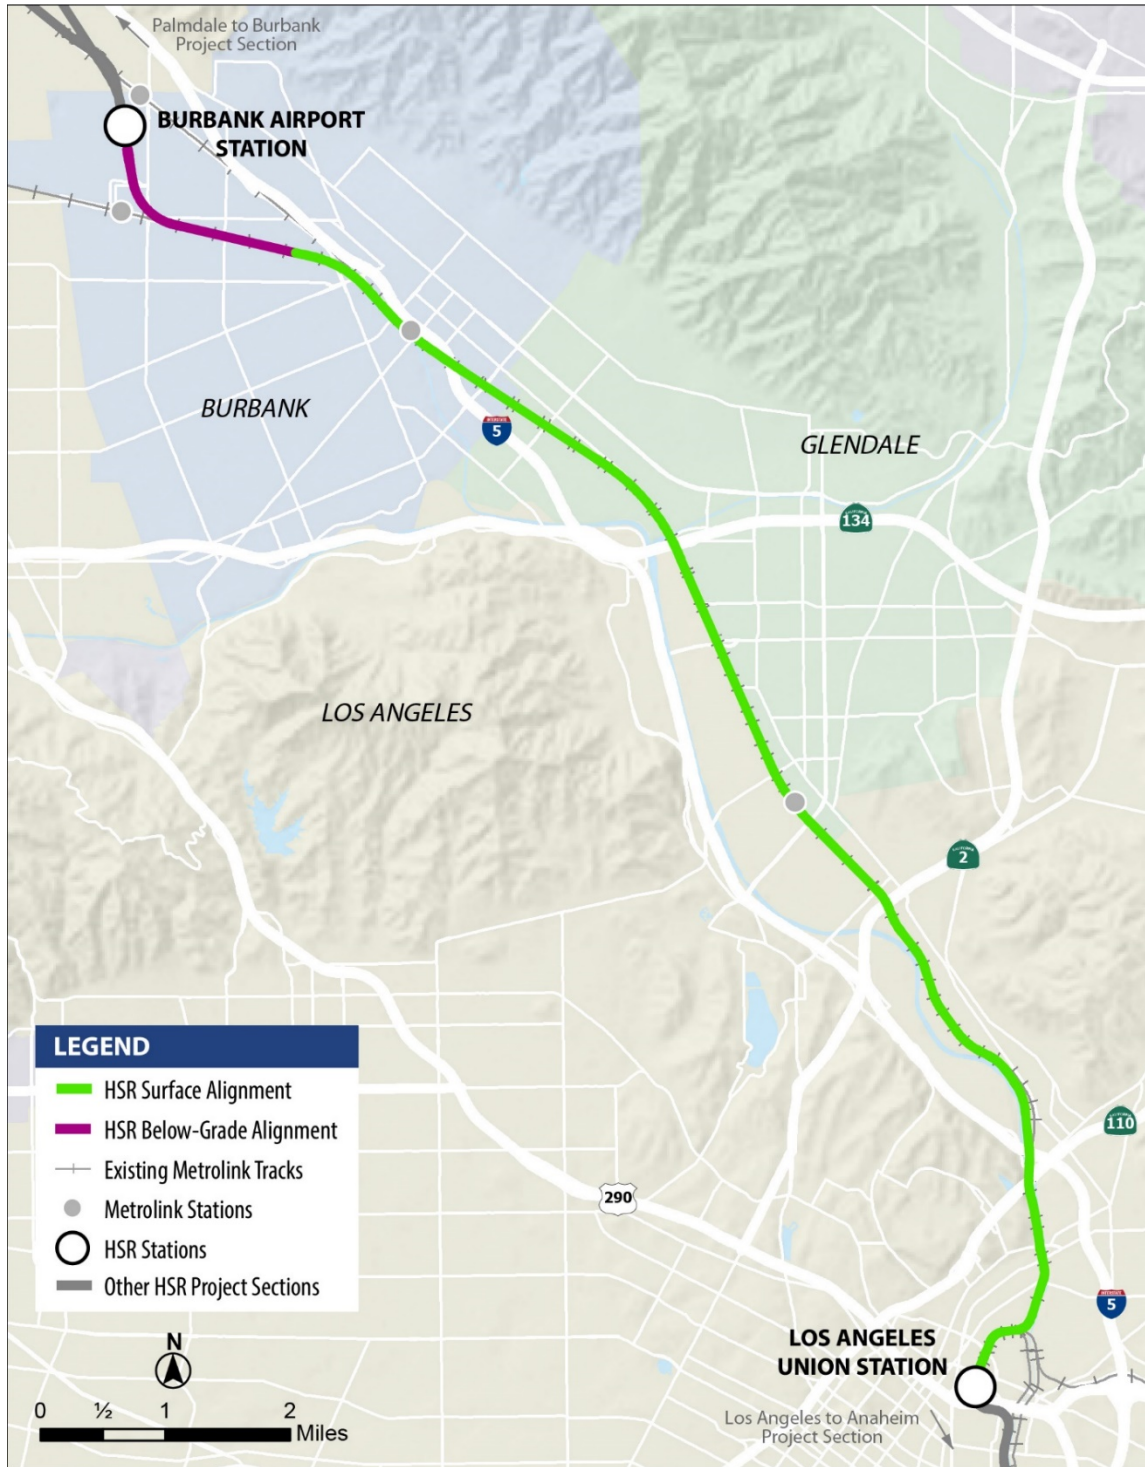 Palmdale to Burbank
Project Section
BURBANK AIRPORT
STATION
BURBANK
5
GLENDALE
134
LOS ANGELES
2
LEGEND
HSR Surface Alignment
HSR Below-Grade Alignment
Existing Metrolink Tracks
Metrolink Stations
HSR Stations
Other HSR Project Sections
110
290
5
N
0 ½ 1 2
Miles
LOS ANGELES
UNION STATION
Los Angeles to Anaheim
Project Section